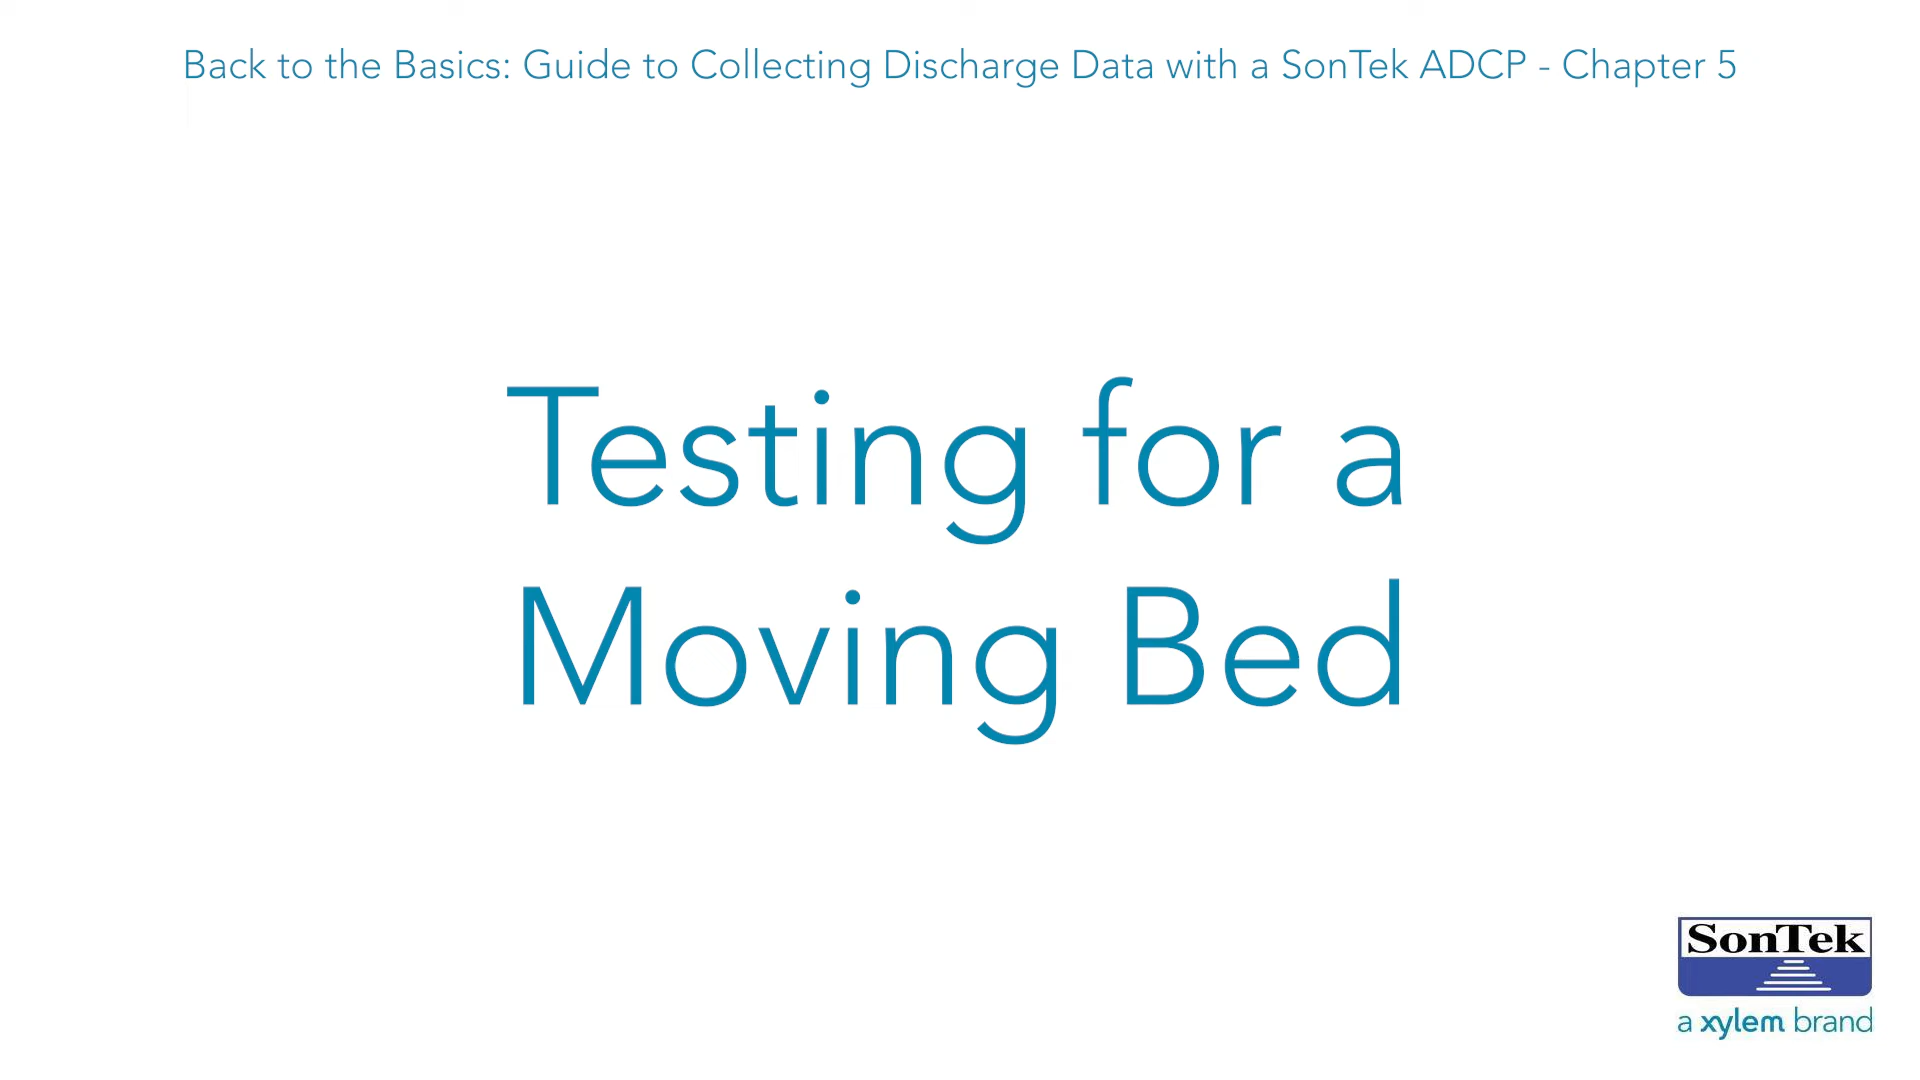 Back to the Basics: Guide to Collecting Discharge Data with a SonTek ADCP - Chapter 5
Testing for a
Moving Bed
SonTek
a xylem brand